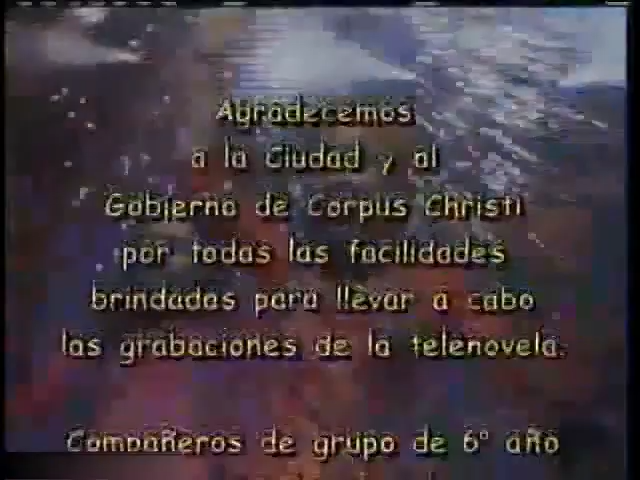 Agradecemos
a la ciudad y al
Gobierno de Corpus Christi
por todas las facilidades
brindadas para llevar a cabo
las grabaciones de la telenovela.
Compañeros de grupo de 6° año